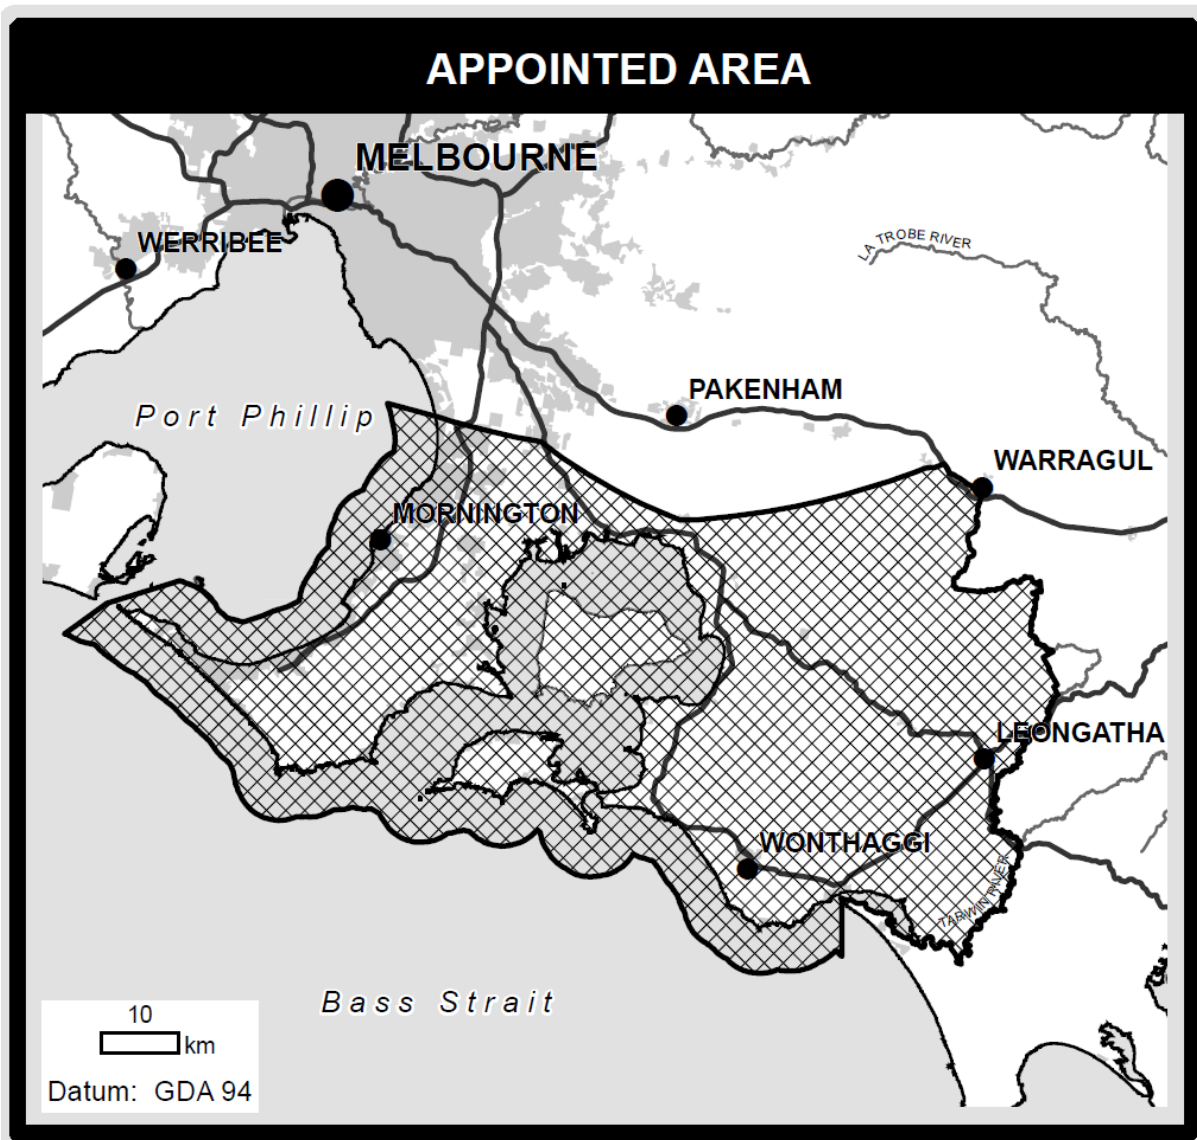 APPOINTED AREA
MELBOURNE
WERRIBEE
LA TROBE RIVER
PAKENHAM
Port Phillip
WARRAGUL
MORNINGTON
LEONGATHA
WONTHAGGI
TARWIN RIVER
Bass Strait
10
km
Datum: GDA 94